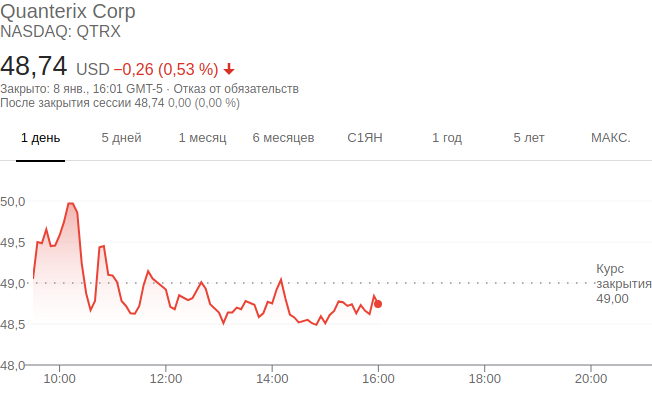 Quanterix Corp
NASDAQ: QTRX
48,74 USD −0,26 (0,53 %)
Закрыто: 8 янв., 16:01 GMT-5 · Отказ от обязательств
После закрытия сессии 48,74 0,00 (0,00 %)
1 день 5 дней 1 месяц 6 месяцев С1ЯН 1 год 5 лет МАКС.
50,0
49,5
49,0
48,5
48,0
Курс
закрытия
49,00
10:00 12:00 14:00 16:00 18:00 20:00